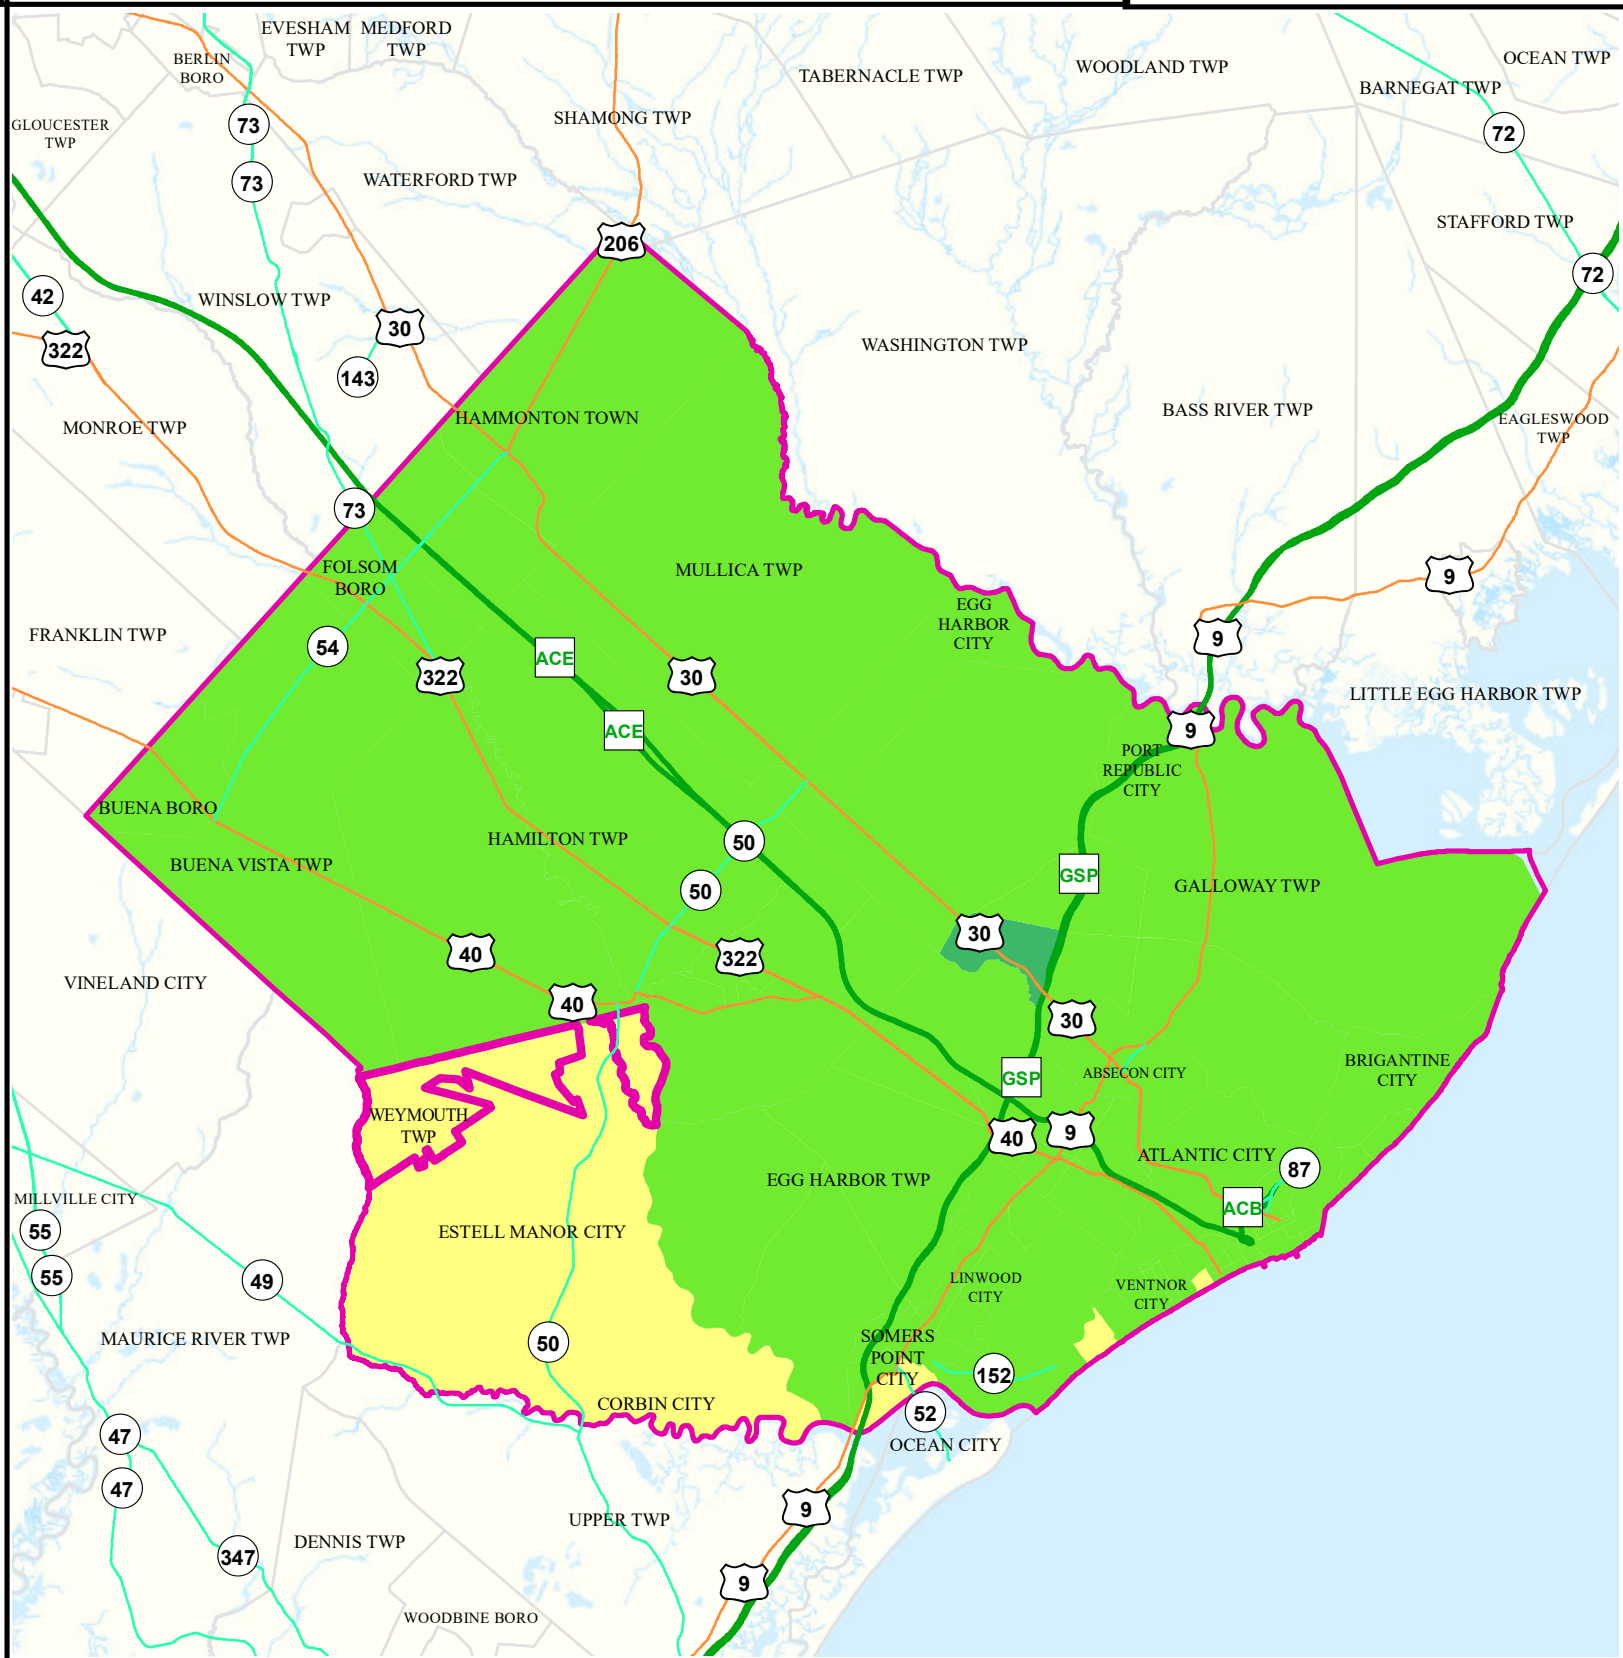 EVESHAM
TWP
MEDFORD
TWP
BERLIN
BORO
TABERNACLE TWP
WOODLAND TWP
OCEAN TWP
BARNEGAT TWP
GLOUCESTER
TWP
73
SHAMONG TWP
72
73
WATERFORD TWP
STAFFORD TWP
206
72
42
WINSLOW TWP
30
322
143
WASHINGTON TWP
MONROE TWP
HAMMONTON TOWN
BASS RIVER TWP
EAGLESWOOD
TWP
73
FOLSOM
BORO
MULLICA TWP
9
EGG
HARBOR
CITY
FRANKLIN TWP
54
9
ACE
322
30
LITTLE EGG HARBOR TWP
ACE
9
PORT
REPUBLIC
CITY
BUENA BORO
HAMILTON TWP
50
BUENA VISTA TWP
50
GSP
GALLOWAY TWP
30
40
322
VINELAND CITY
40
30
BRIGANTINE
CITY
GSP
ABSECON CITY
WEYMOUTH
TWP
40
9
ATLANTIC CITY
87
EGG HARBOR TWP
MILLVILLE CITY
ACB
55
ESTELL MANOR CITY
55
49
LINWOOD
CITY
VENTNOR
CITY
MAURICE RIVER TWP
50
SOMERS
POINT
CITY
152
CORBIN CITY
52
47
OCEAN CITY
47
9
UPPER TWP
DENNIS TWP
347
9
WOODBINE BORO